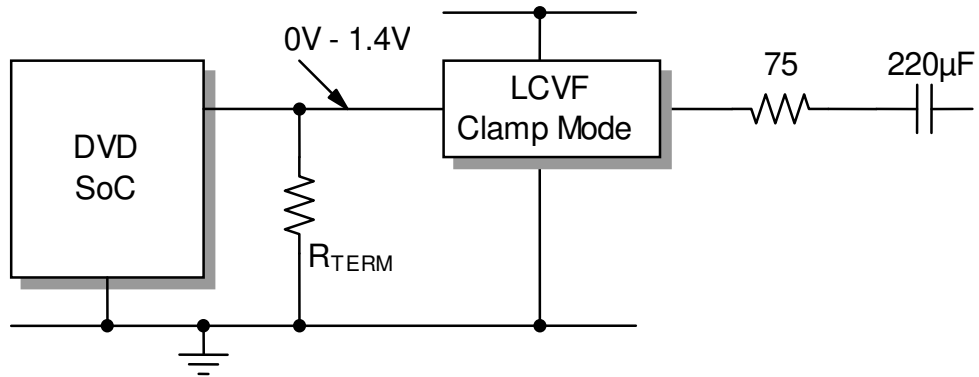 0V - 1.4V
DVD
SoC
LCVF
Clamp Mode
75
220µF
RTERM